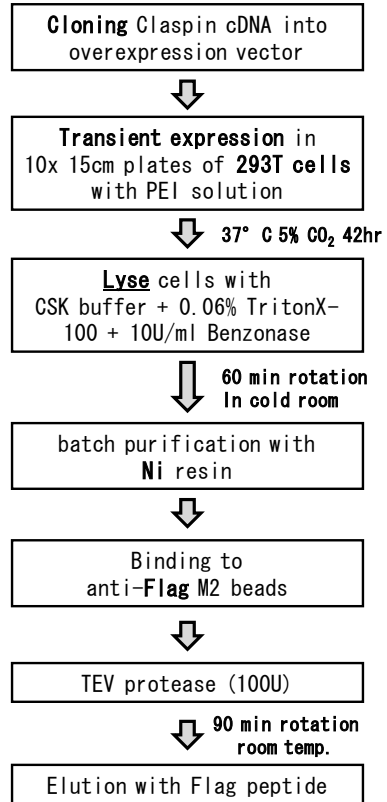 Cloning Claspin cDNA into
overexpression vector
Transient expression in
10x 15cm plates of 293T cells
with PEI solution
37° C 5% CO₂ 42hr
Lyse cells with
CSK buffer + 0.06% TritonX-
100 + 10U/ml Benzonase
60 min rotation
In cold room
batch purification with
Ni resin
Binding to
anti-Flag M2 beads
TEV protease (100U)
90 min rotation
room temp.
Elution with Flag peptide